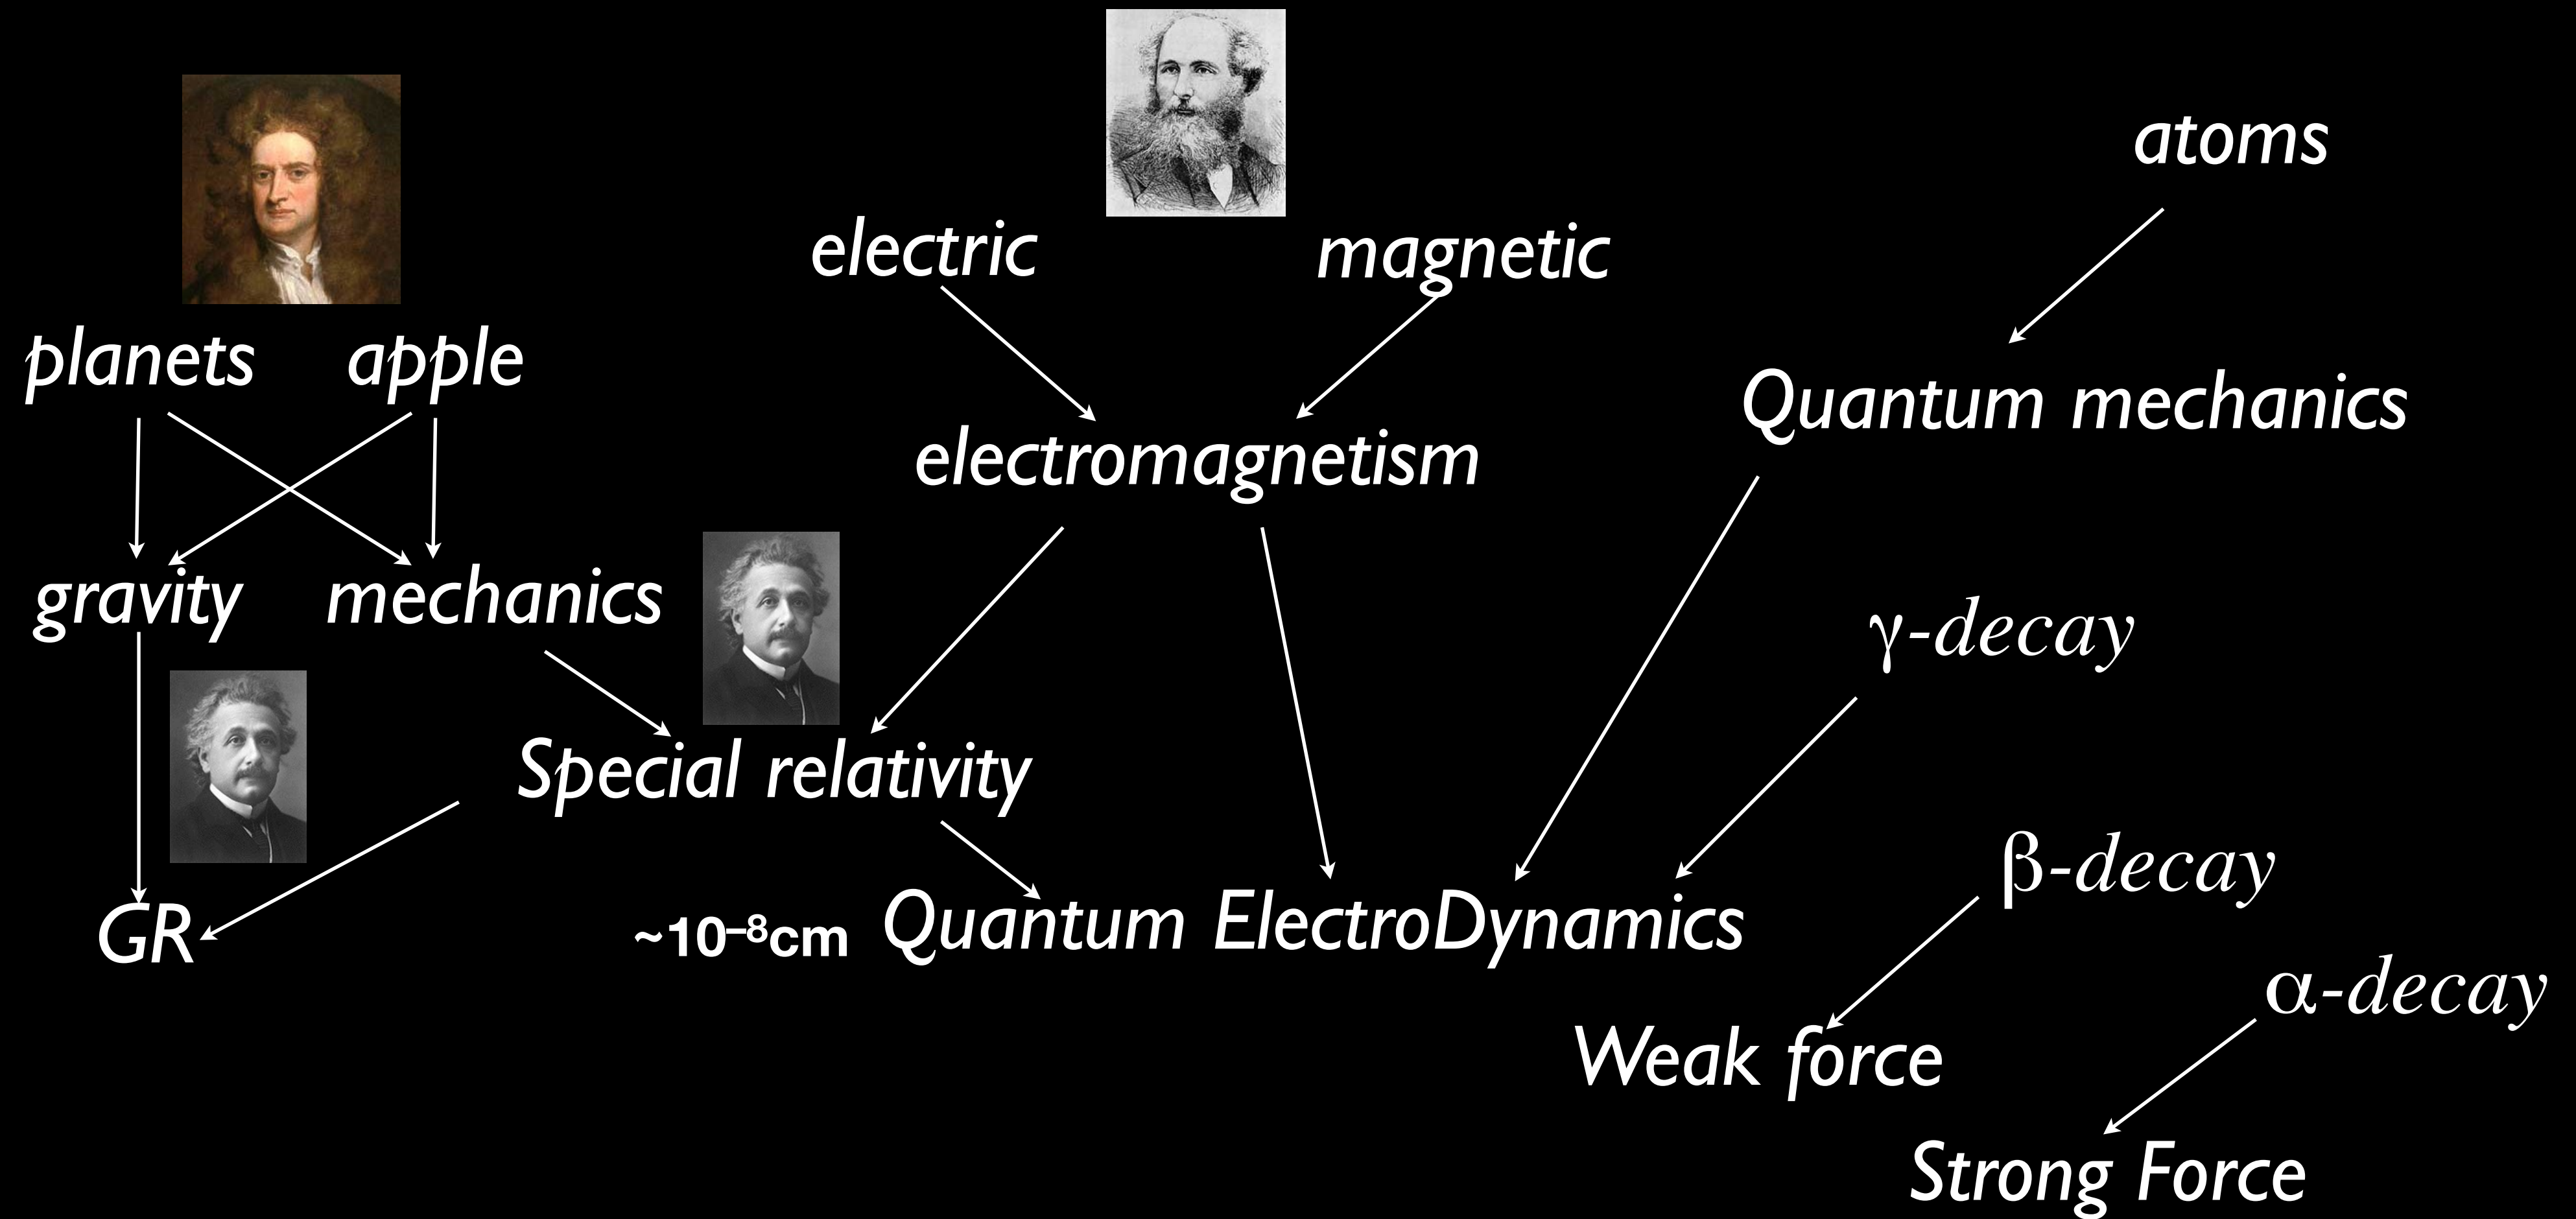 atoms
electric
magnetic
planets
apple
Quantum mechanics
electromagnetism
gravity
mechanics
γ-decay
Special relativity
β-decay
GR
~10⁻⁸cm
Quantum ElectroDynamics
α-decay
Weak force
Strong Force